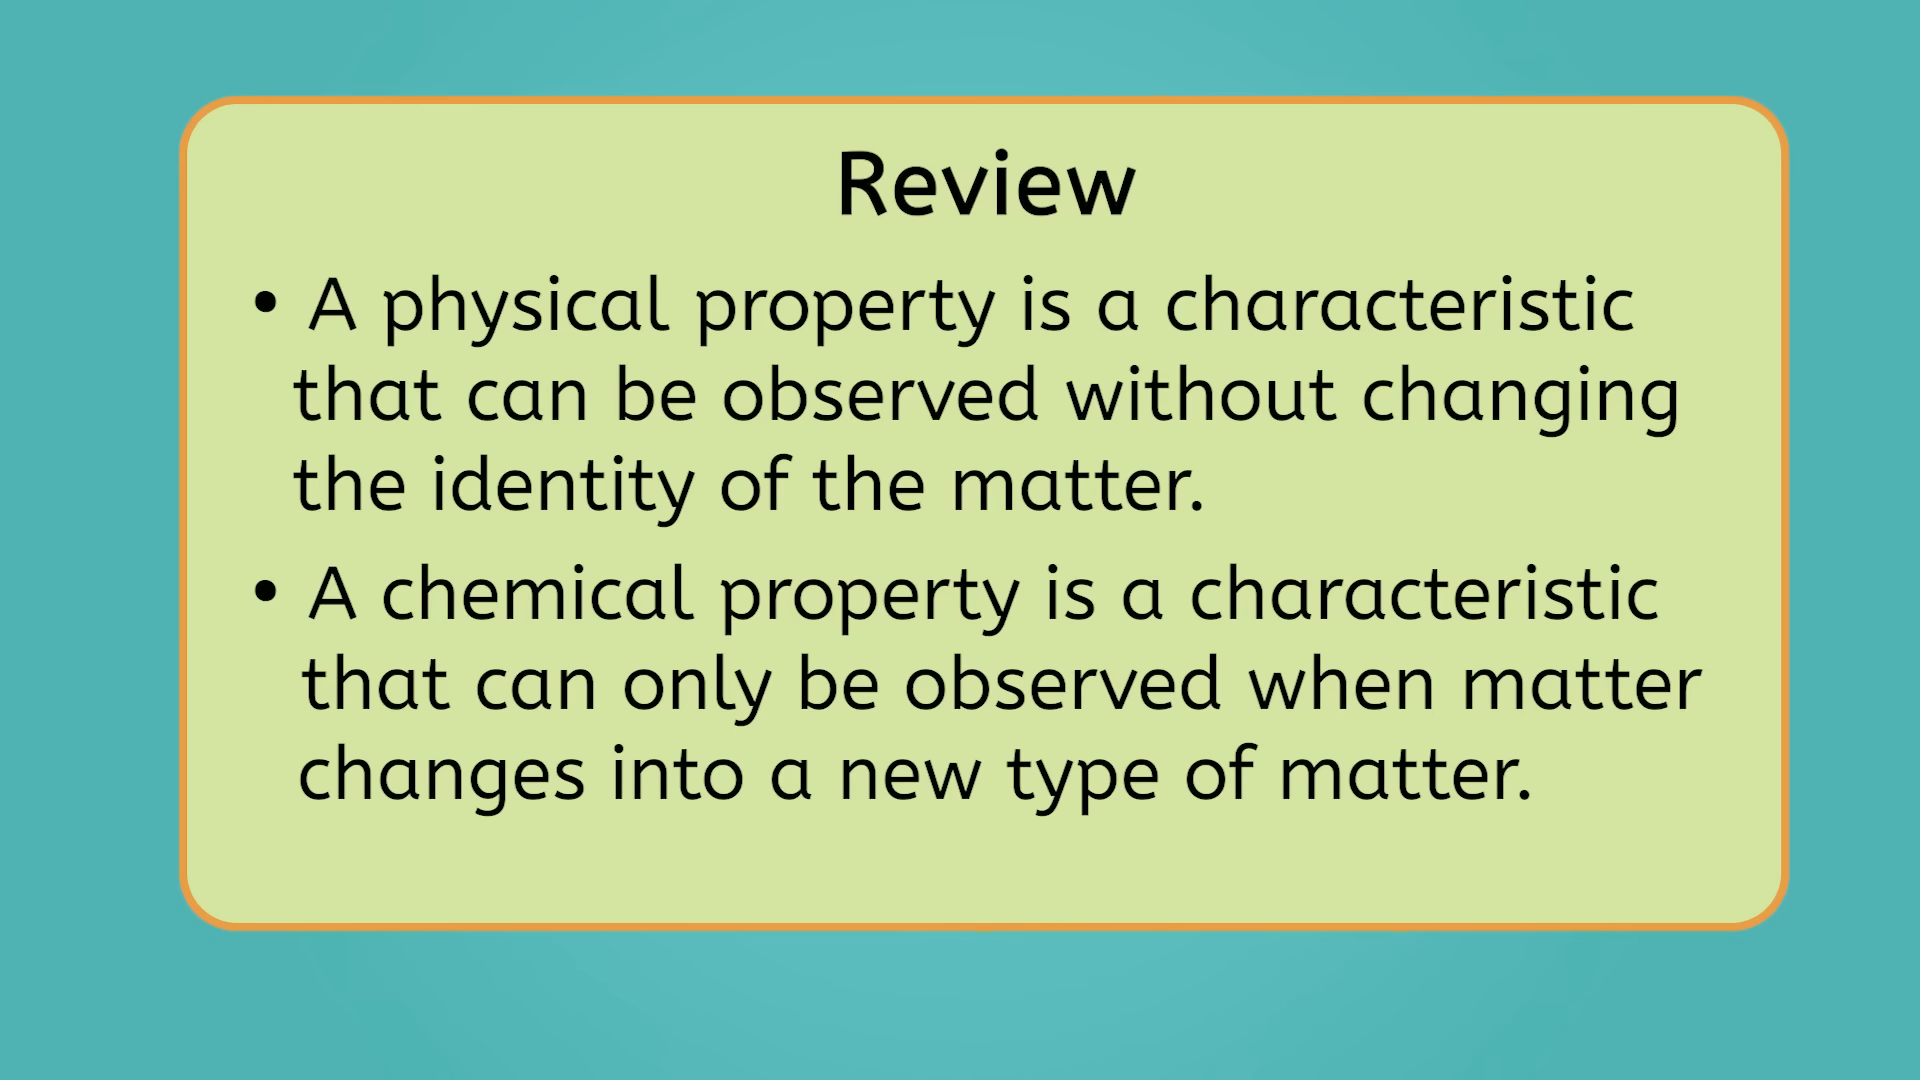 Review
• A physical property is a characteristic
that can be observed without changing
the identity of the matter.
• A chemical property is a characteristic
that can only be observed when matter
changes into a new type of matter.